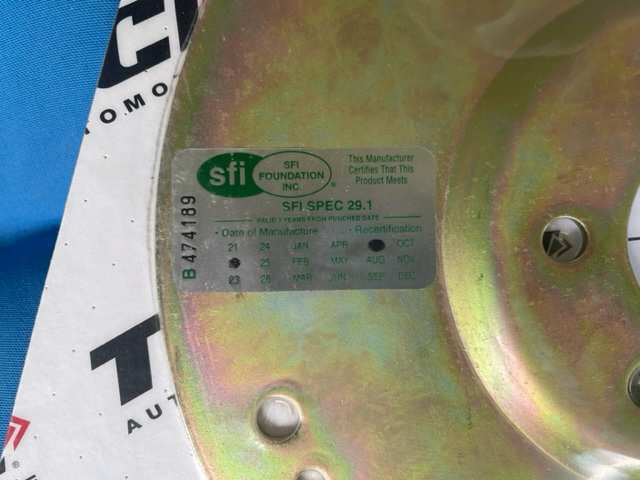 C
TOMO
sfi
SFI
FOUNDATION
INC.
®
This Manufacturer
Certifies That This
Product Meets
SFI SPEC 29.1
VALID 3 YEARS FROM PUNCHED DATE
• Date of Manufacture • Recertification
21 24 JAN APR OCT
25 FEB MAY AUG NOV
23 26 MAR JUN SEP DEC
B 474189
T
AUT